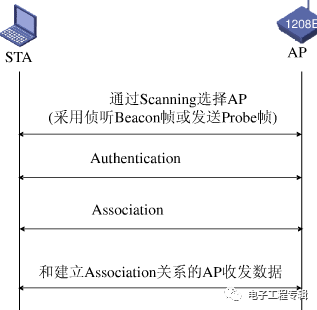 1208E
STA
AP
通过Scanning选择AP
(采用侦听Beacon帧或发送Probe帧)
Authentication
Association
和建立Association关系的AP收发数据
电子工程专辑